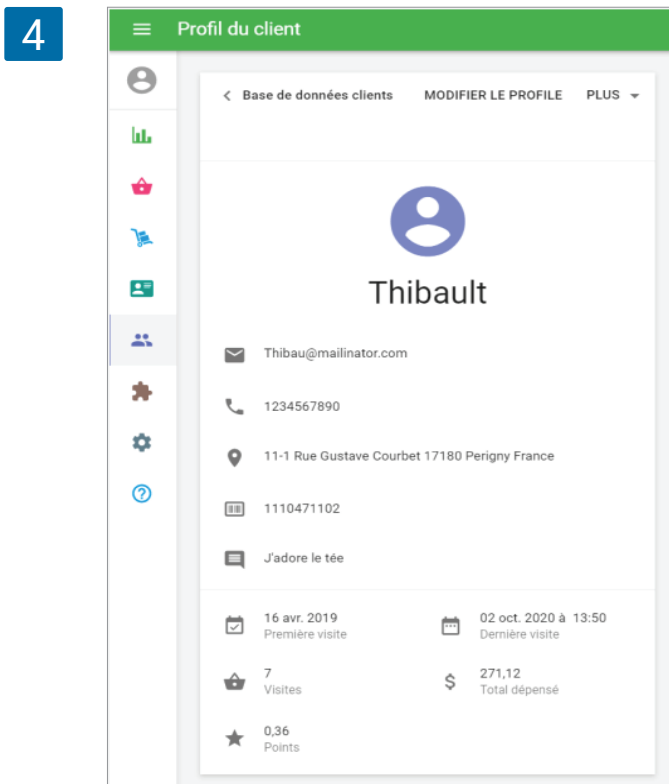 4
Profil du client
Base de données clients MODIFIER LE PROFILE PLUS
Thibault
Thibau@mailinator.com
1234567890
11-1 Rue Gustave Courbet 17180 Perigny France
1110471102
J'adore le tée
16 avr. 2019 02 oct. 2020 à 13:50
Première visite Dernière visite
7 271,12
Visites Total dépensé
0,36
Points